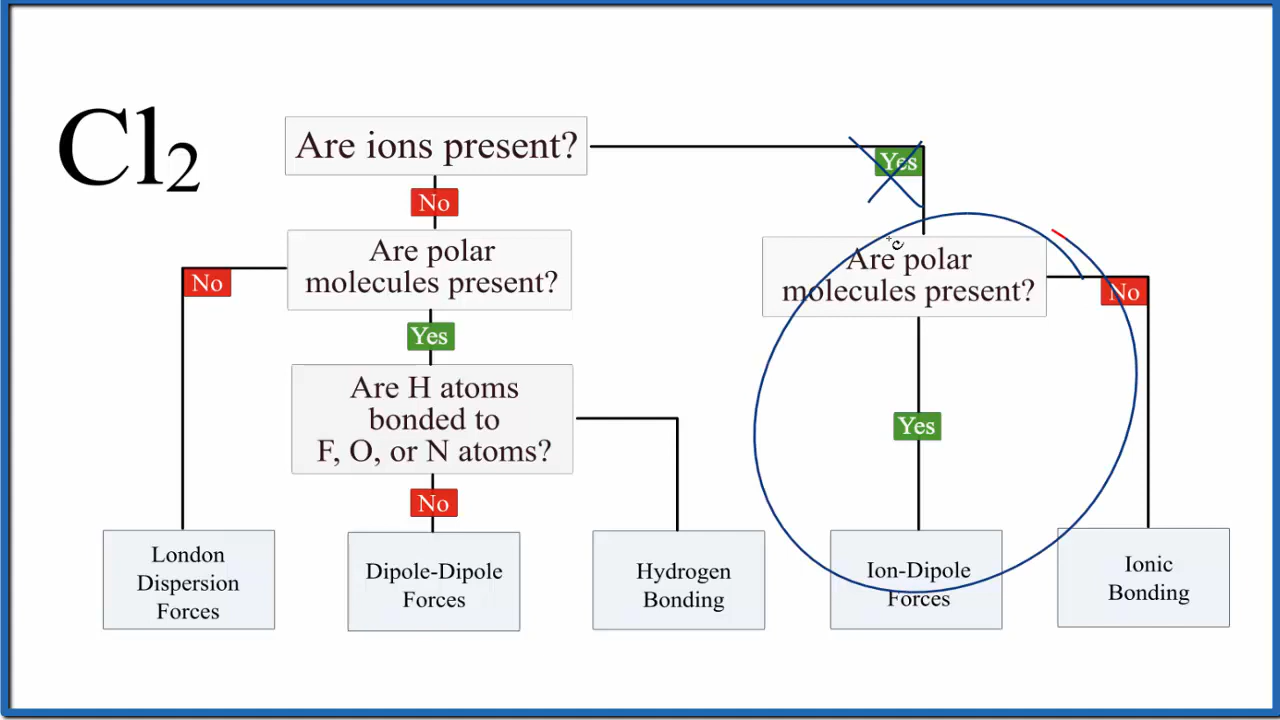 Cl2
Are ions present?
Yes
No
Are polar
molecules present?
No
Yes
Are H atoms
bonded to
F, O, or N atoms?
No
Are polar
molecules present?
No
Yes
London
Dispersion
Forces
Dipole-Dipole
Forces
Hydrogen
Bonding
Ion-Dipole
Forces
Ionic
Bonding